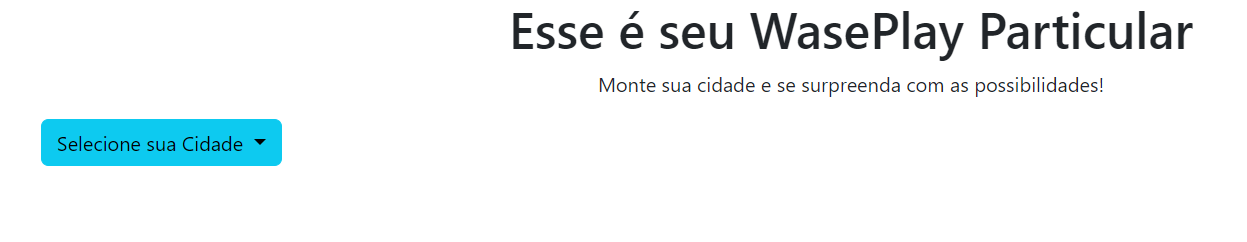 Esse é seu WasePlay Particular
Monte sua cidade e se surpreenda com as possibilidades!
Selecione sua Cidade